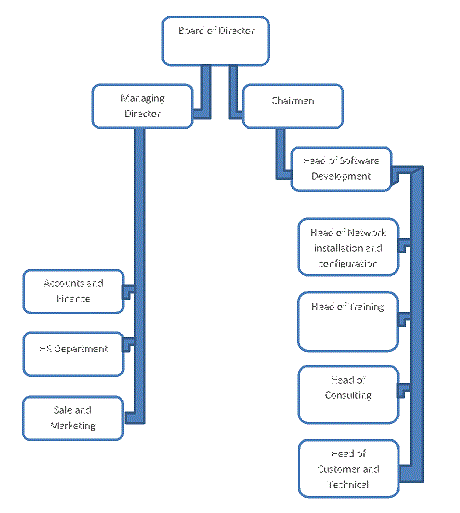 Board of Director
Managing
Director
Chairmen
Head of Software
Development
Head of Network
installation and
configuration
Accounts and
Finance
Head of Training
HR Department
Head of
Consulting
Sale and
Marketing
Head of
Customer and
Technical